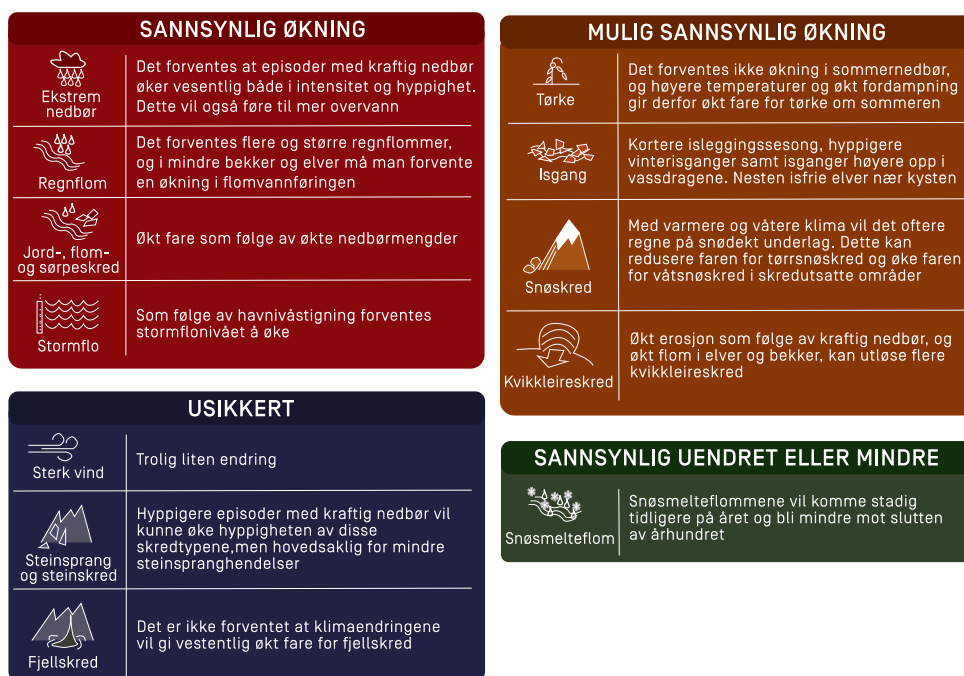 SANNSYNLIG ØKNING
Ekstrem
nedbør
Det forventes at episoder med kraftig nedbør
øker vesentlig både i intensitet og hyppighet.
Dette vil også føre til mer overvann
Regnflom
Det forventes flere og større regnflommer,
og i mindre bekker og elver må man forvente
en økning i flomvannføringen
Jord-, flom-
og sørpeskred
Økt fare som følge av økte nedbørmengder
Stormflo
Som følge av havnivåstigning forventes
stormflonivået å øke
MULIG SANNSYNLIG ØKNING
Tørke
Det forventes ikke økning i sommernedbør,
og høyere temperaturer og økt fordampning
gir derfor økt fare for tørke om sommeren
Isgang
Kortere isleggingssesong, hyppigere
vinterisganger samt isganger høyere opp i
vassdragene. Nesten isfrie elver nær kysten
Snøskred
Med varmere og våtere klima vil det oftere
regne på snødekt underlag. Dette kan
redusere faren for tørrsnøskred og øke faren
for våtsnøskred i skredutsatte områder
Kvikkleireskred
Økt erosjon som følge av kraftig nedbør, og
økt flom i elver og bekker, kan utløse flere
kvikkleireskred
USIKKERT
Sterk vind
Trolig liten endring
Steinsprang
og steinskred
Hyppigere episoder med kraftig nedbør vil
kunne øke hyppigheten av disse
skredtypene,men hovedsaklig for mindre
steinspranghendelser
Fjellskred
Det er ikke forventet at klimaendringene
vil gi vestentlig økt fare for fjellskred
SANNSYNLIG UENDRET ELLER MINDRE
Snøsmelteflom
Snøsmelteflommene vil komme stadig
tidligere på året og bli mindre mot slutten
av århundret